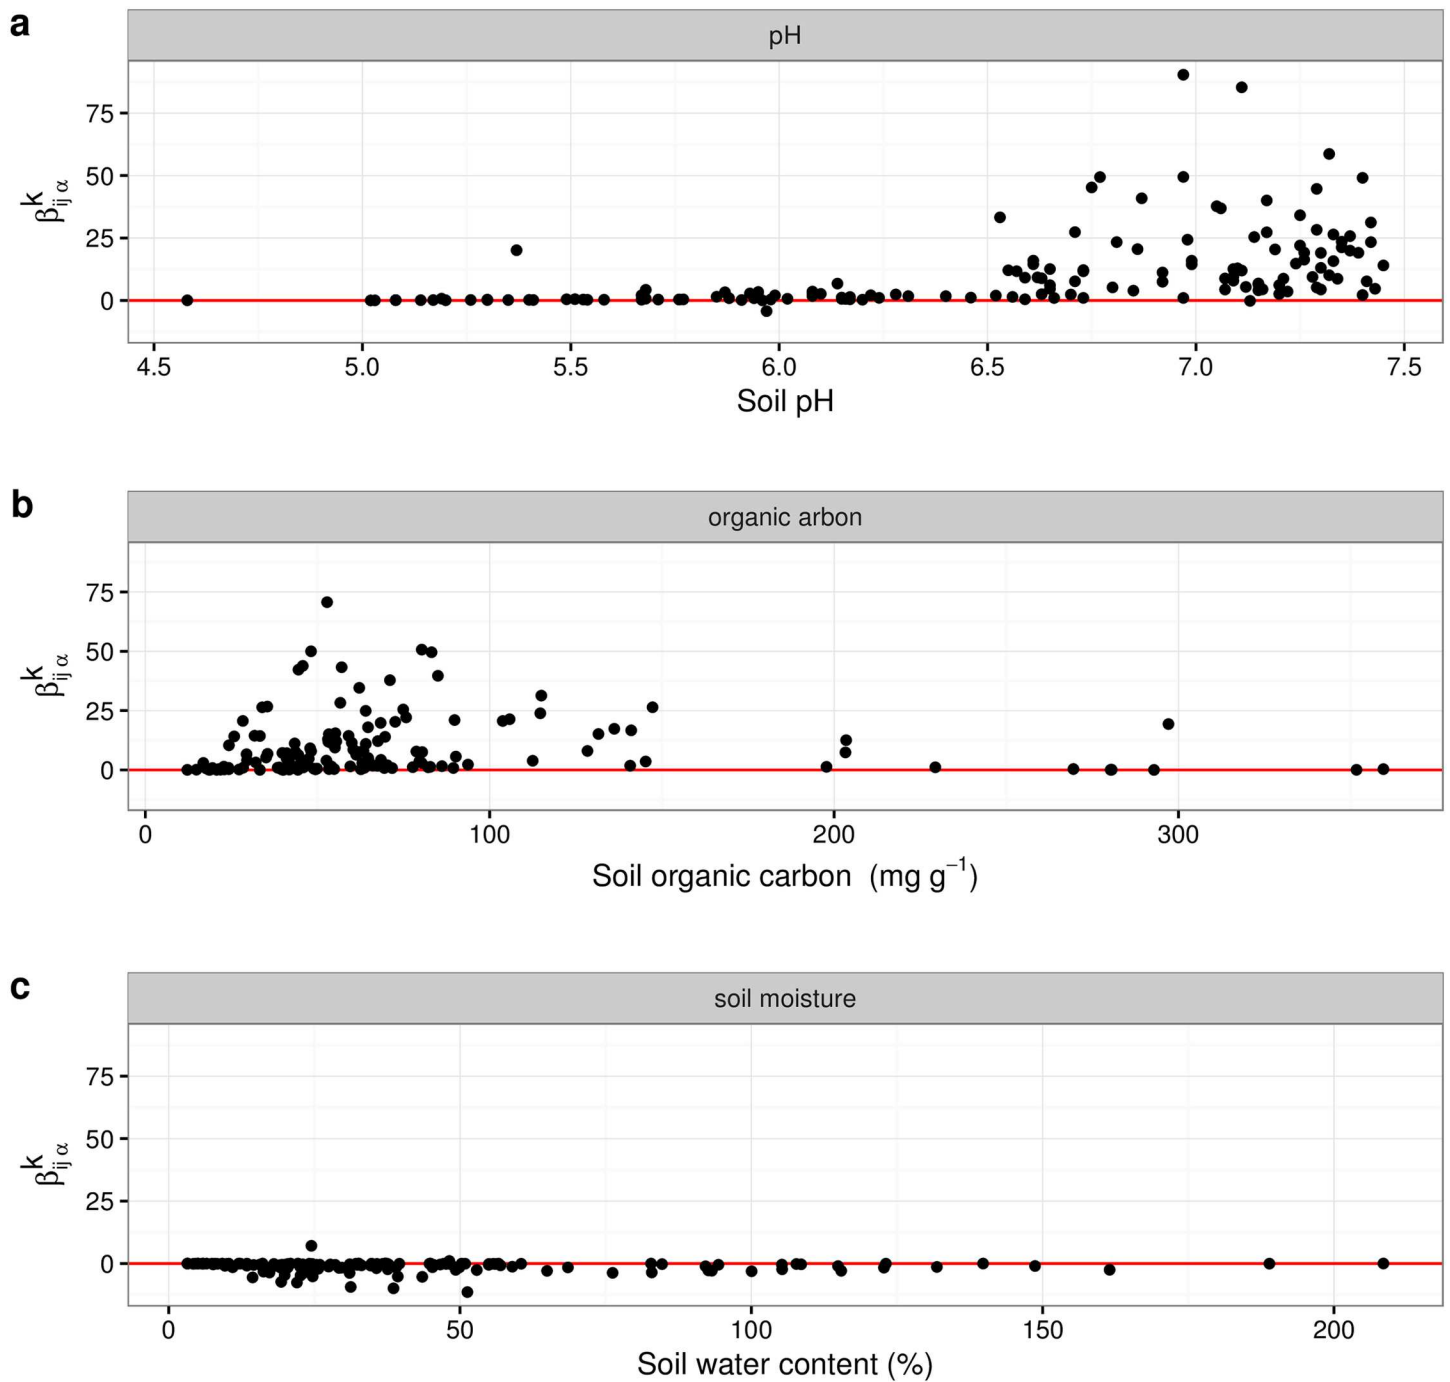 a
pH
75
50
25
0
β
k
ij α
4.5 5.0 5.5 6.0 6.5 7.0 7.5
Soil pH
b
organic arbon
75
50
25
0
β
k
ij α
0 100 200 300
Soil organic carbon (mg g−1)
c
soil moisture
75
50
25
0
β
k
ij α
0 50 100 150 200
Soil water content (%)